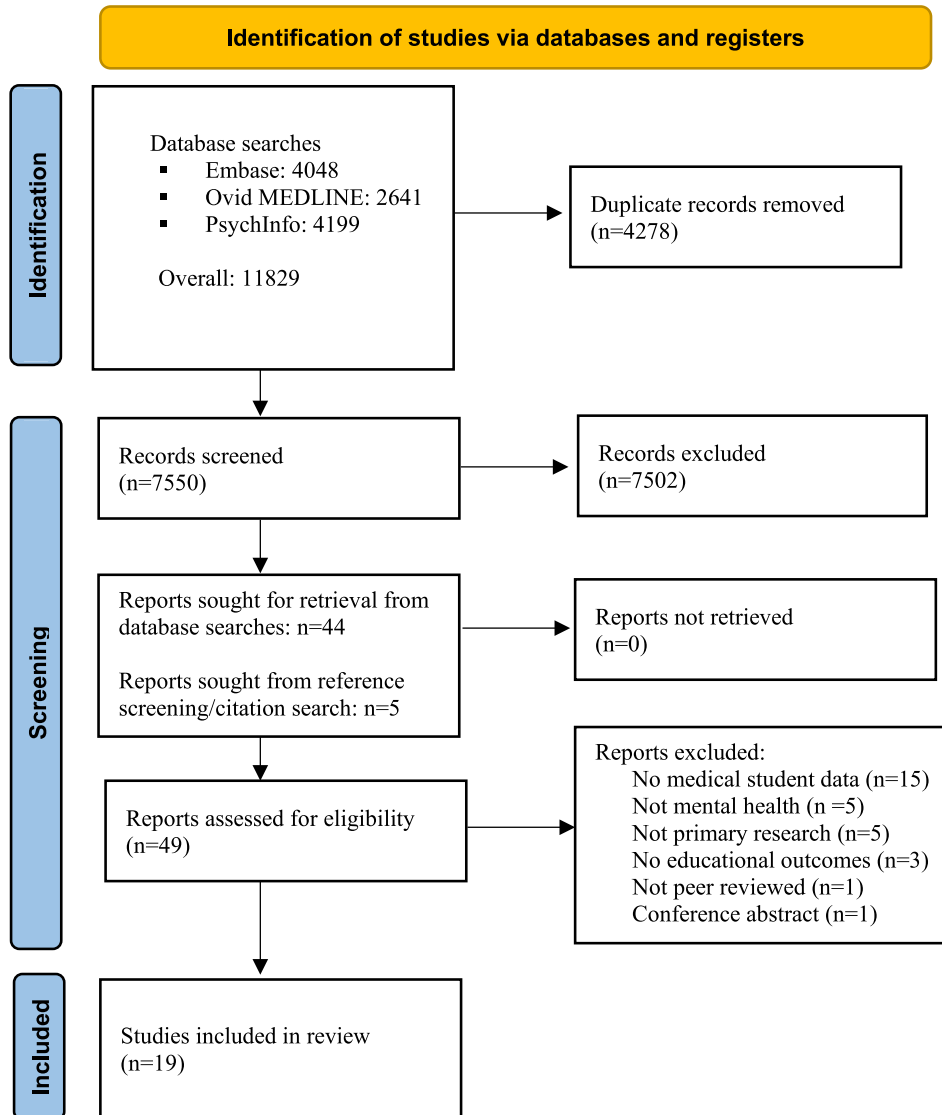 Identification of studies via databases and registers
Identification
Database searches
▪ Embase: 4048
▪ Ovid MEDLINE: 2641
▪ PsychInfo: 4199
Overall: 11829
Duplicate records removed
(n=4278)
Screening
Records screened
(n=7550)
Records excluded
(n=7502)
Reports sought for retrieval from
database searches: n=44
Reports sought from reference
screening/citation search: n=5
Reports not retrieved
(n=0)
Reports assessed for eligibility
(n=49)
Reports excluded:
No medical student data (n=15)
Not mental health (n =5)
Not primary research (n=5)
No educational outcomes (n=3)
Not peer reviewed (n=1)
Conference abstract (n=1)
Included
Studies included in review
(n=19)